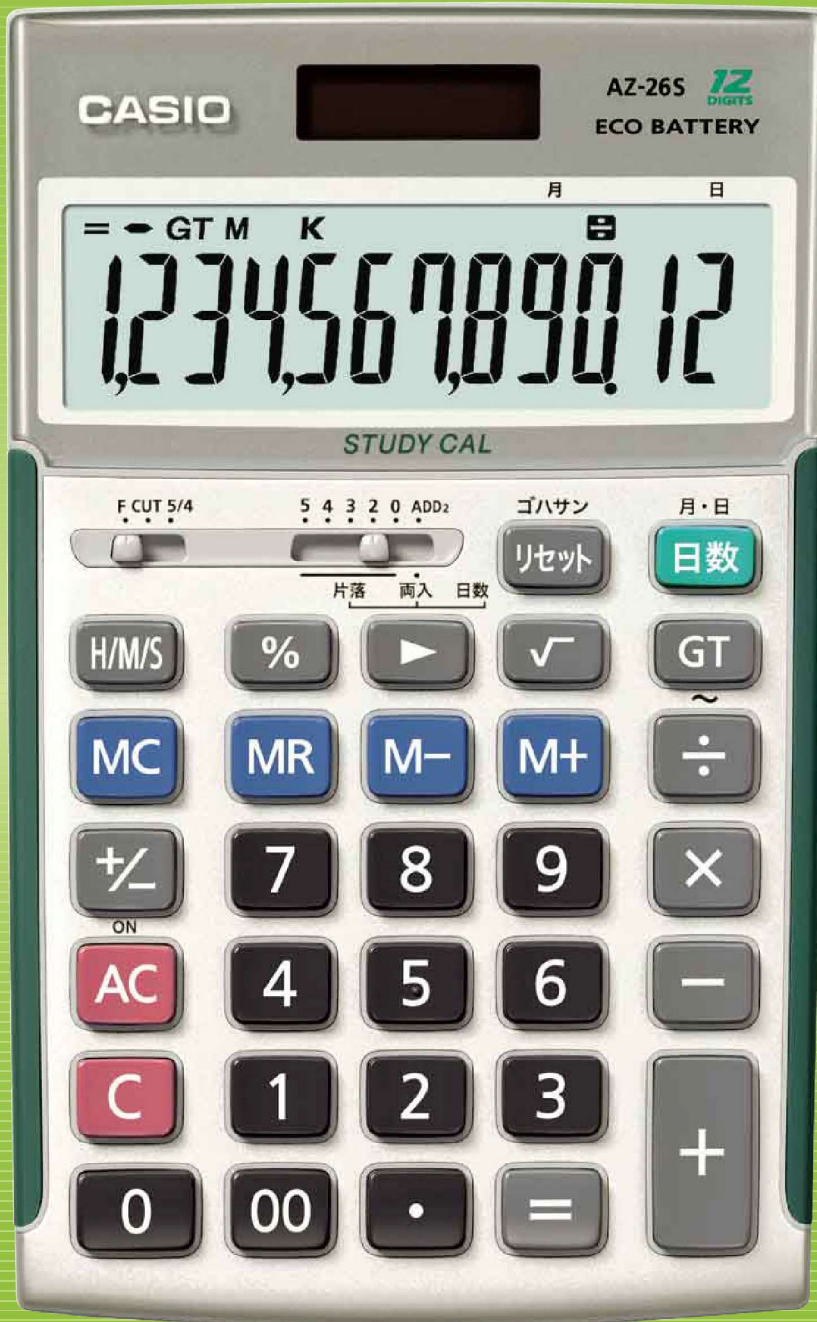 CASIO
AZ-26S 12 DIGITS
ECO BATTERY
月 日
= - GT M K ÷
1,234,567,890.12
STUDY CAL
F CUT 5/4 5 4 3 2 0 ADD2 ゴハサン 月・日
リセット 日数
片落 両入 日数
H/M/S % ▶ √ GT
~
MC MR M− M+ ÷
+/− 7 8 9 ×
ON
AC 4 5 6 −
C 1 2 3 +
0 00 · =